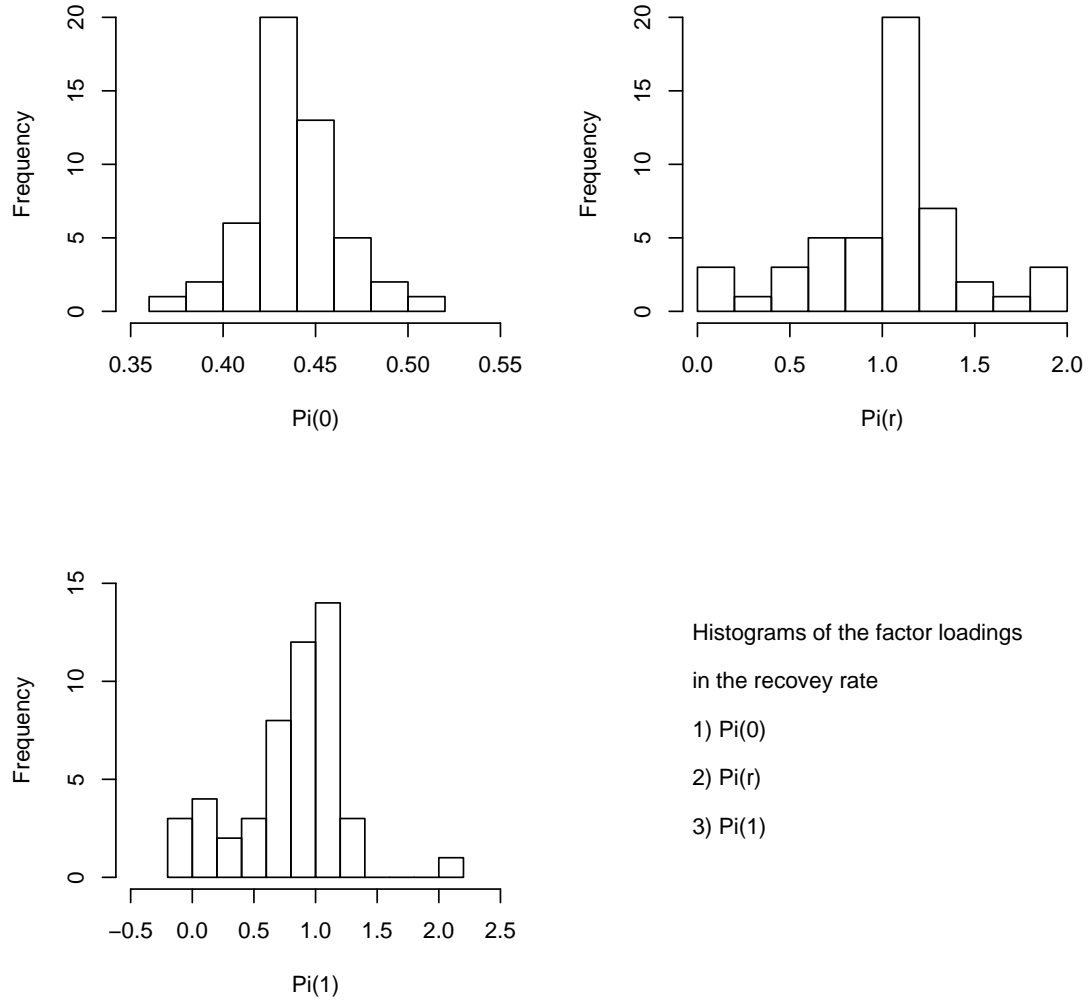 Frequency
20
15
10
5
0
0.35 0.40 0.45 0.50 0.55
Pi(0)
Frequency
20
15
10
5
0
0.0 0.5 1.0 1.5 2.0
Pi(r)
Frequency
15
10
5
0
−0.5 0.0 0.5 1.0 1.5 2.0 2.5
Pi(1)
Histograms of the factor loadings
in the recovey rate
1) Pi(0)
2) Pi(r)
3) Pi(1)